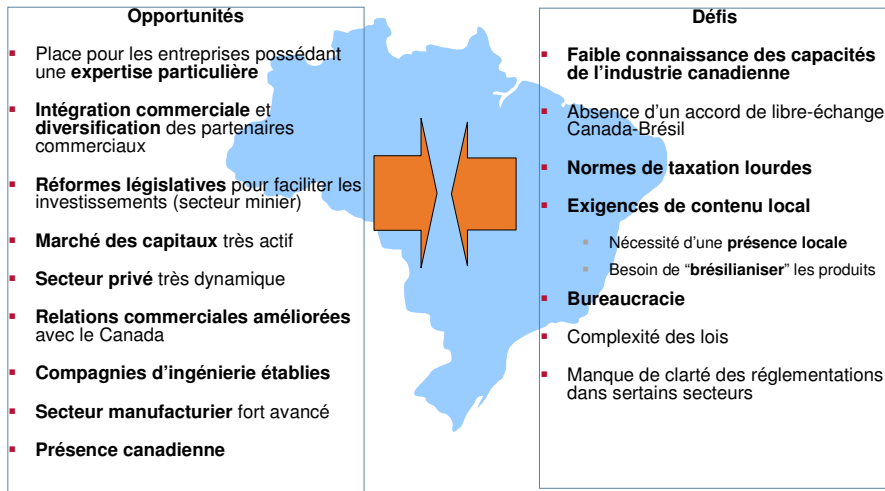 Opportunités
Place pour les entreprises possédant
une expertise particulière
Intégration commerciale et
diversification des partenaires
commerciaux
Réformes législatives pour faciliter les
investissements (secteur minier)
Marché des capitaux très actif
Secteur privé très dynamique
Relations commerciales améliorées
avec le Canada
Compagnies d'ingénierie établies
Secteur manufacturier fort avancé
Présence canadienne
Défis
Faible connaissance des capacités
de l'industrie canadienne
Absence d'un accord de libre-échange
Canada-Brésil
Normes de taxation lourdes
Exigences de contenu local
Nécessité d'une présence locale
Besoin de “brésilianiser” les produits
Bureaucracie
Complexité des lois
Manque de clarté des réglementations
dans sertains secteurs